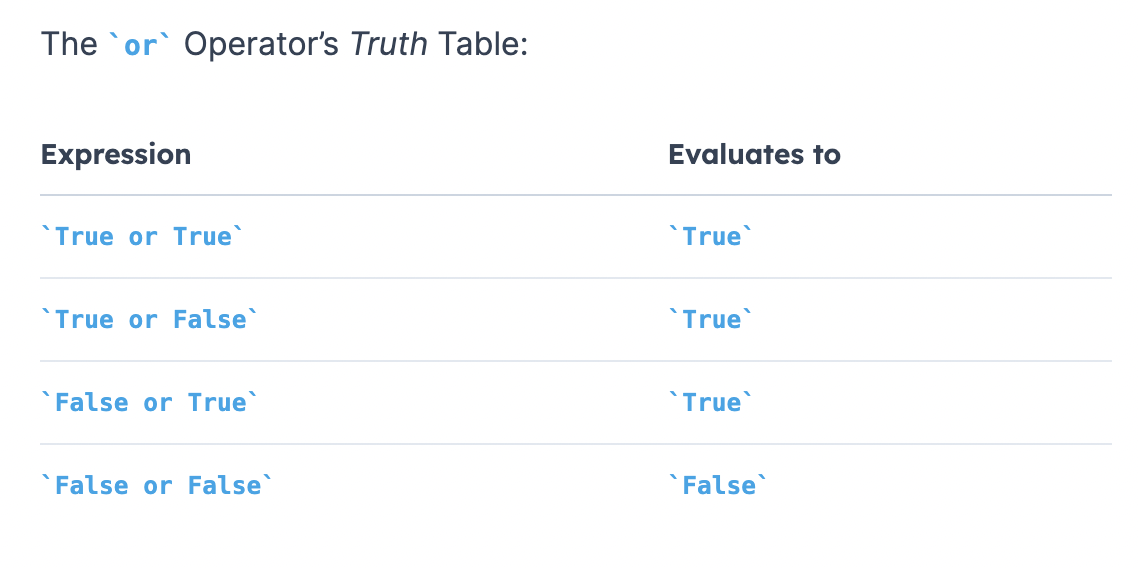 The `or` Operator’s Truth Table:
Expression Evaluates to
`True or True` `True`
`True or False` `True`
`False or True` `True`
`False or False` `False`